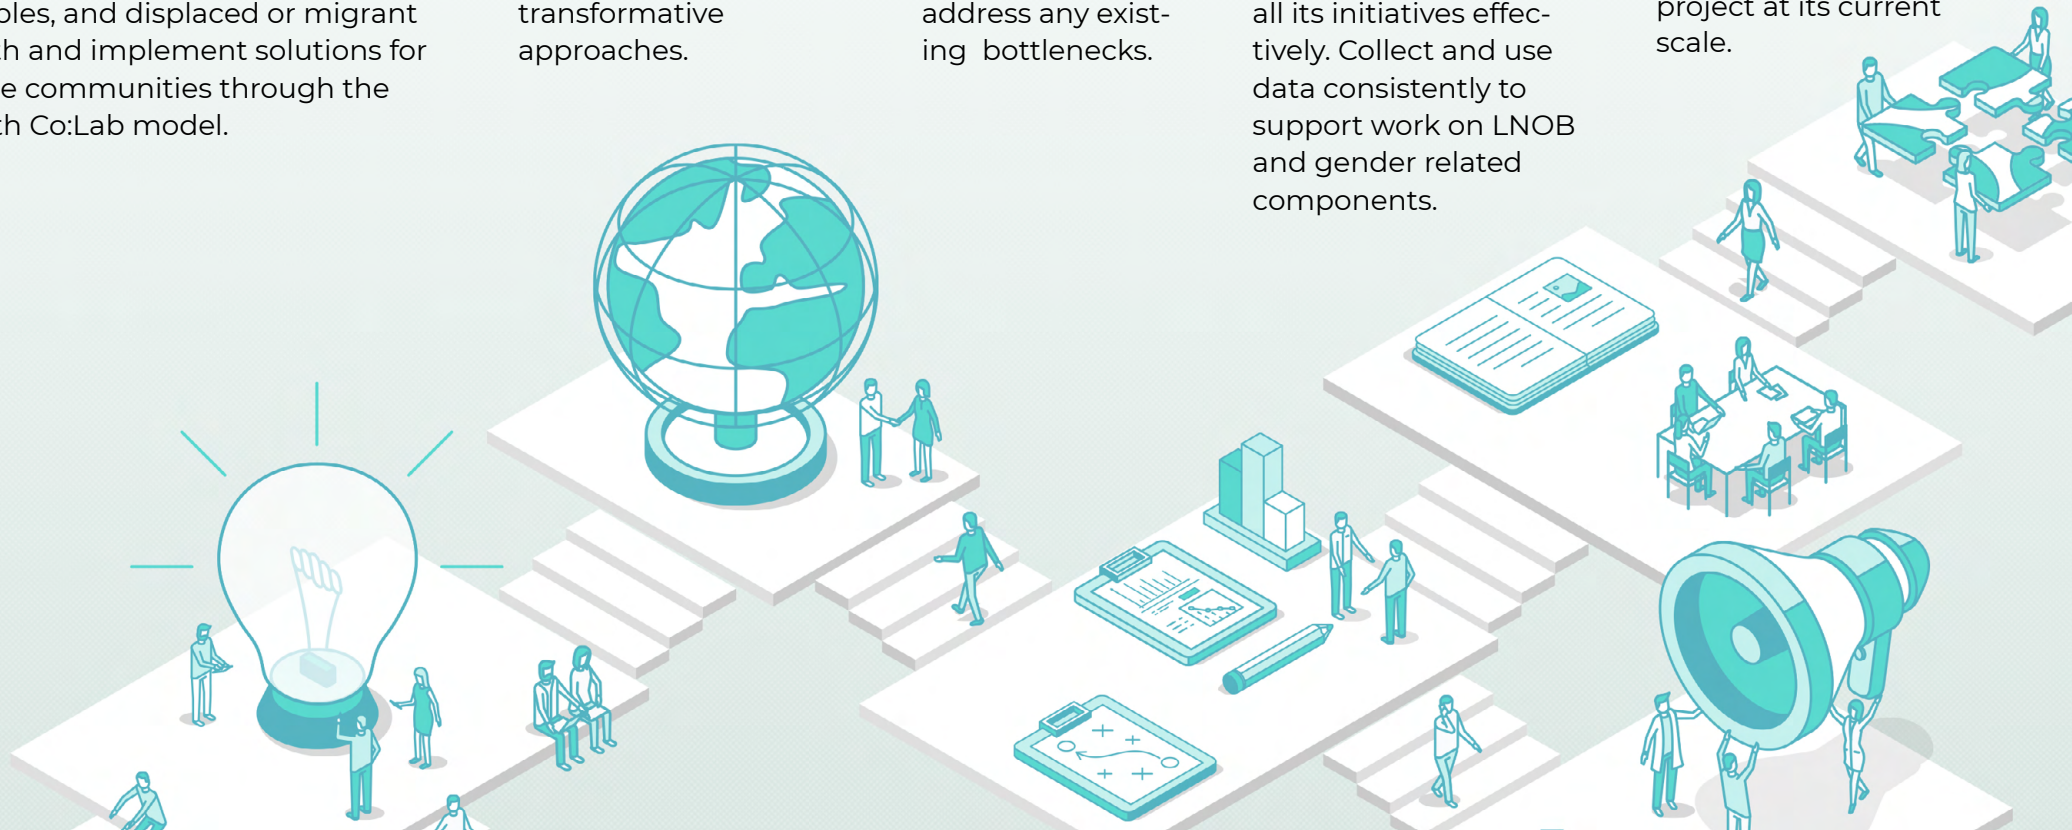 and displaced or migrant
and implement solutions for
communities through the
Co:Lab model.
transformative
approaches.
address any exist-
ing bottlenecks.
all its initiatives effec-
tively. Collect and use
data consistently to
support work on LNOB
and gender related
components.
project at its current
scale.